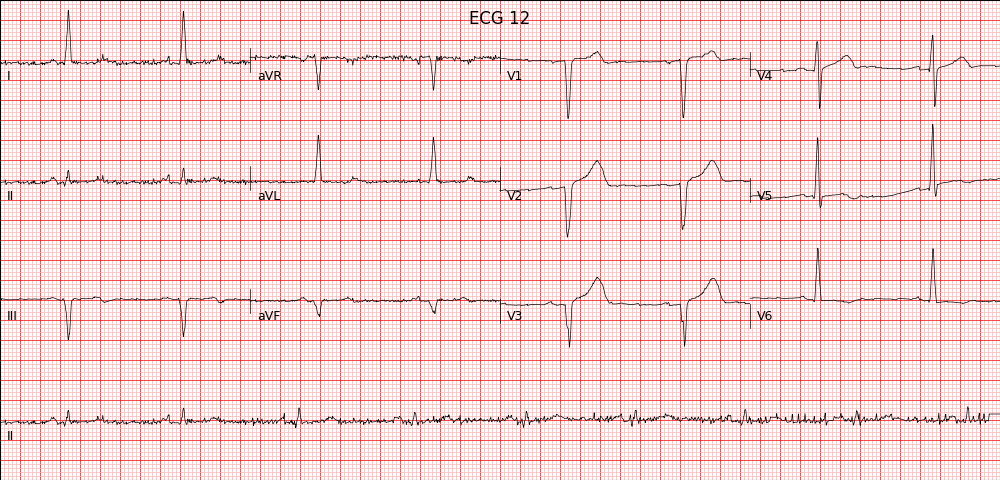 ECG 12
I aVR V1 V4
II aVL V2 V5
III aVF V3 V6
II